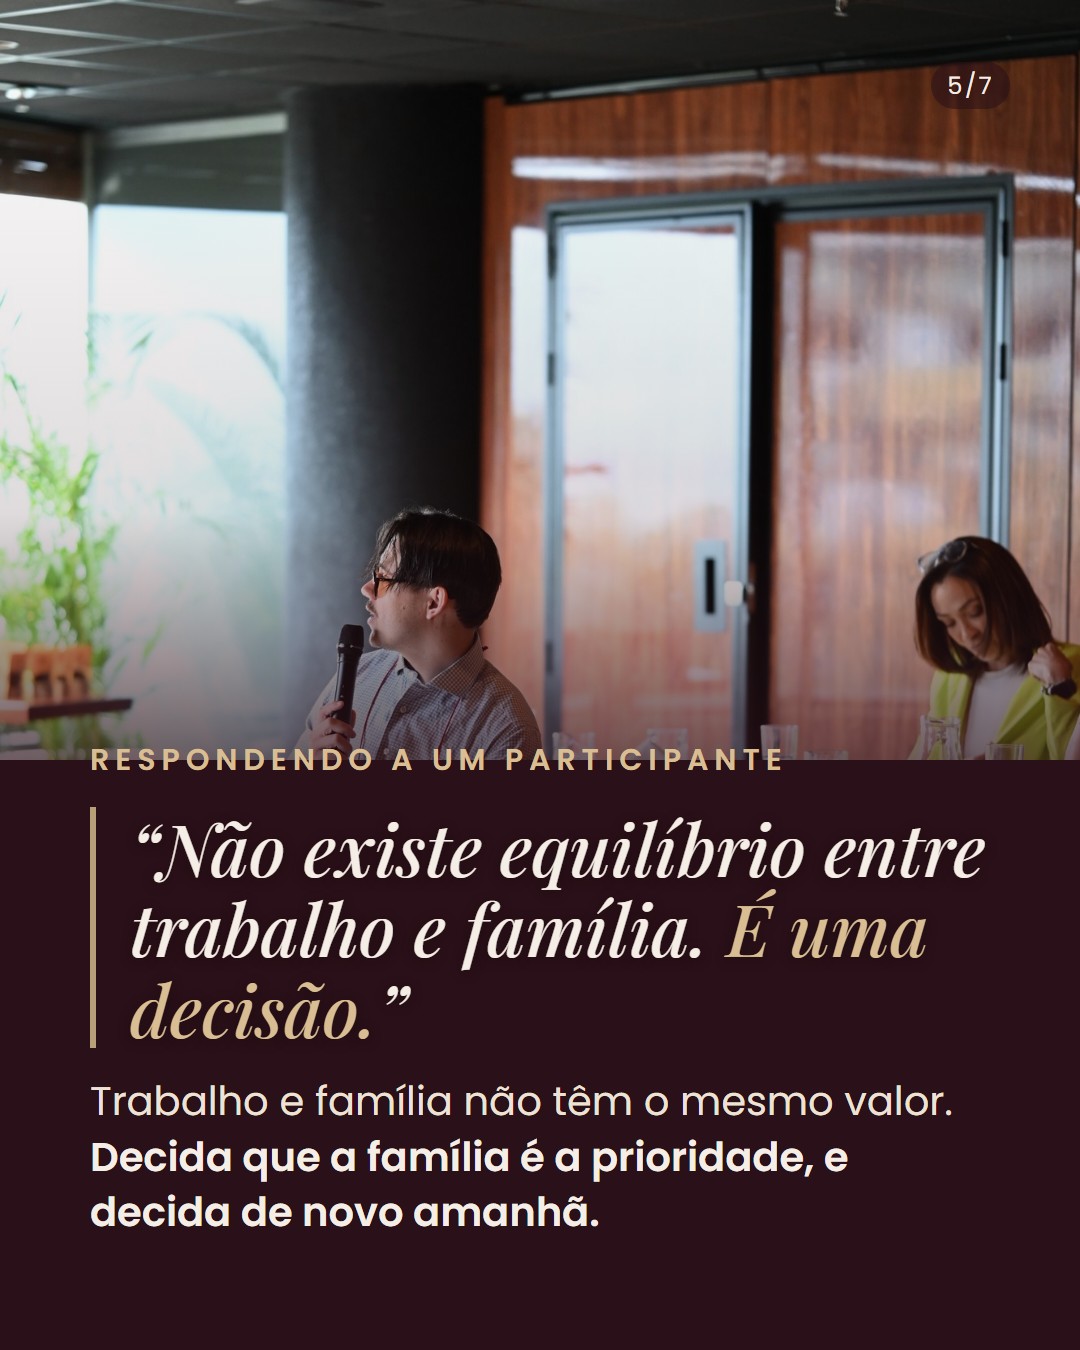 5/7
RESPONDENDO A UM PARTICIPANTE
“Não existe equilíbrio entre
trabalho e família. É uma
decisão.”
Trabalho e família não têm o mesmo valor.
Decida que a família é a prioridade, e
decida de novo amanhã.